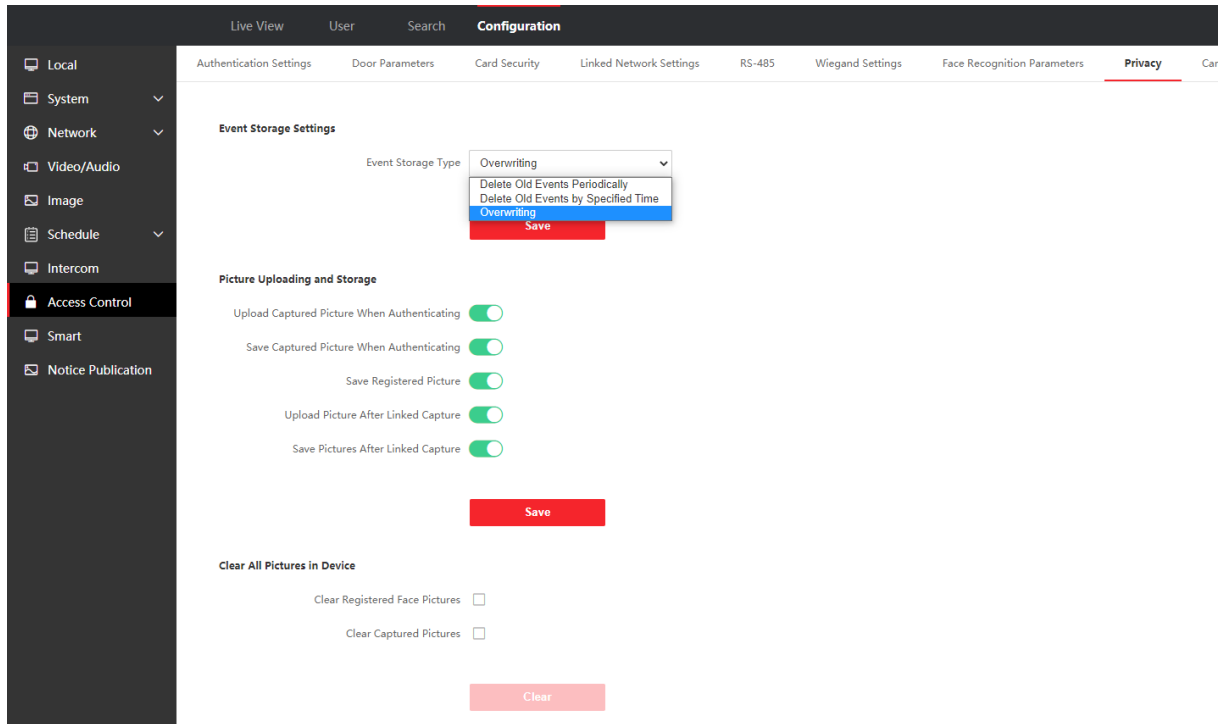 Live View User Search Configuration
Local
System
Network
Video/Audio
Image
Schedule
Intercom
Access Control
Smart
Notice Publication
Authentication Settings Door Parameters Card Security Linked Network Settings RS-485 Wiegand Settings Face Recognition Parameters Privacy Car
Event Storage Settings
Event Storage Type Overwriting
Delete Old Events Periodically
Delete Old Events by Specified Time
Overwriting
Save
Picture Uploading and Storage
Upload Captured Picture When Authenticating
Save Captured Picture When Authenticating
Save Registered Picture
Upload Picture After Linked Capture
Save Pictures After Linked Capture
Save
Clear All Pictures in Device
Clear Registered Face Pictures
Clear Captured Pictures
Clear